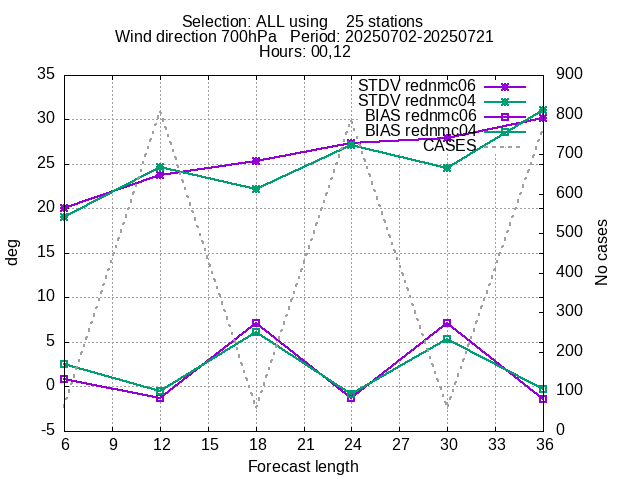 Selection: ALL using    25 stations
Wind direction 700hPa   Period: 20250702-20250721
Hours: 00,12
STDV rednmc06
STDV rednmc04
BIAS rednmc06
BIAS rednmc04
CASES
35
30
25
20
15
10
5
0
-5
deg
900
800
700
600
500
400
300
200
100
0
No cases
6 9 12 15 18 21 24 27 30 33 36
Forecast length